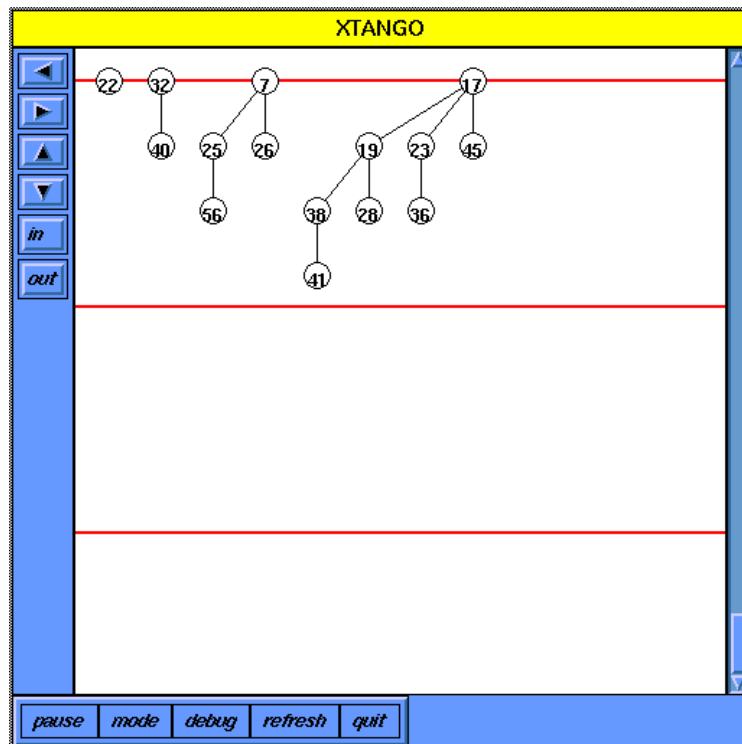 XTANGO
22 32 7 17
40 25 26 19 23 45
56 38 28 36
41
in
out
pause mode debug refresh quit